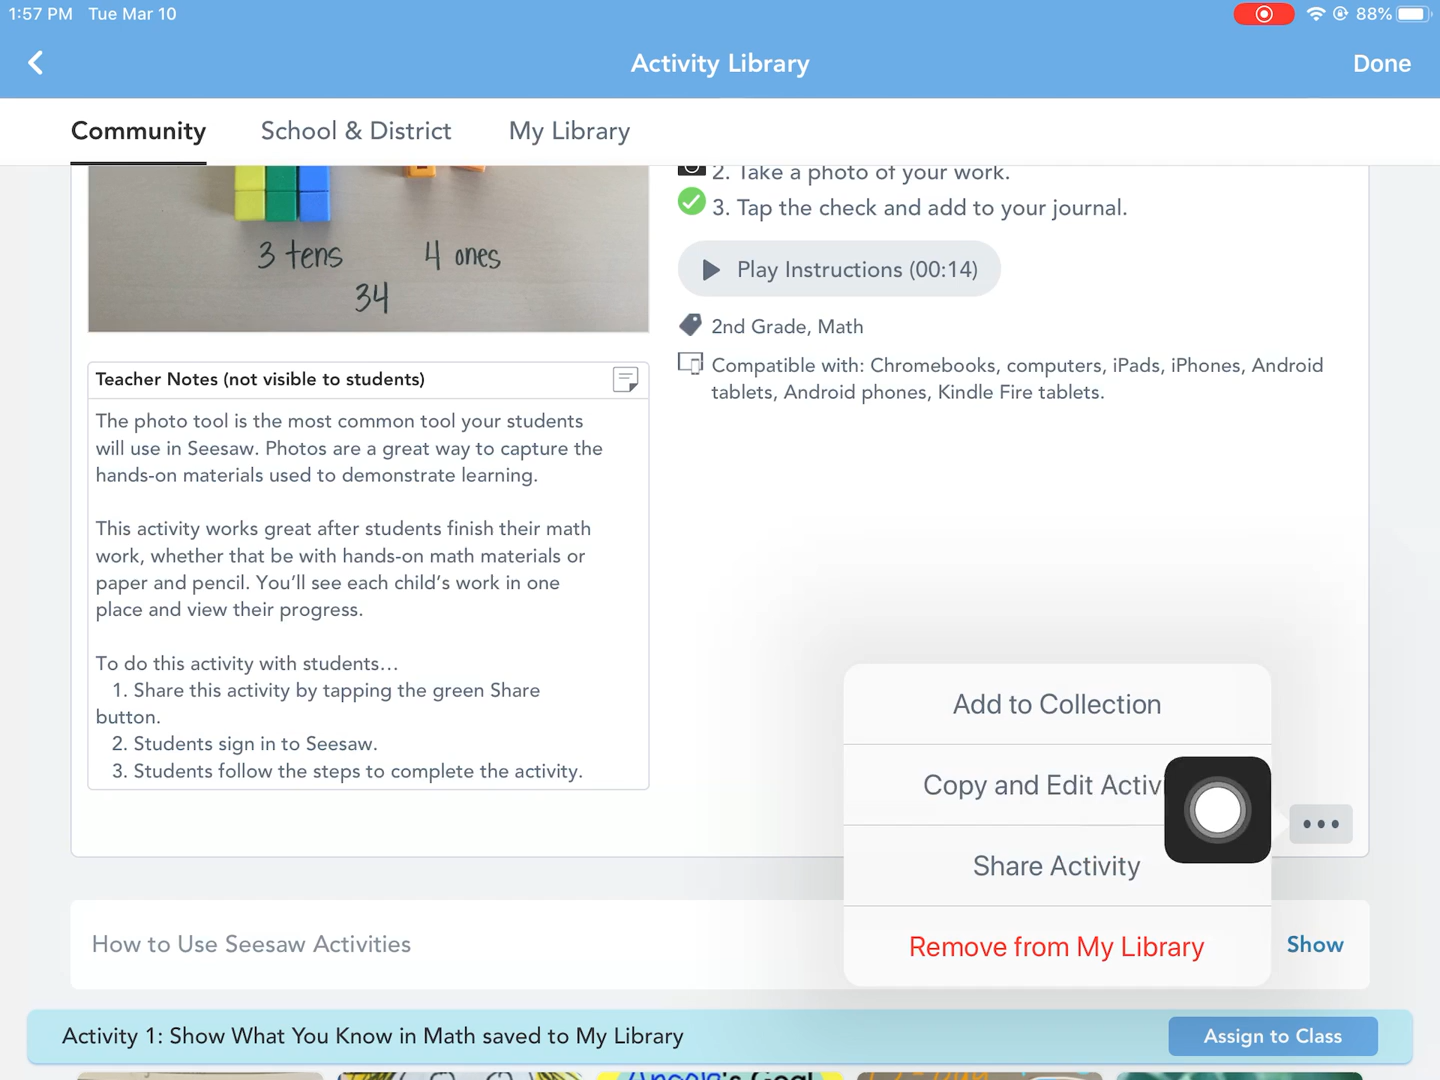 1:57 PM Tue Mar 10
88%
Activity Library
Done
Community
School & District
My Library
3 tens 4 ones
34
2. Take a photo of your work.
3. Tap the check and add to your journal.
Play Instructions (00:14)
2nd Grade, Math
Compatible with: Chromebooks, computers, iPads, iPhones, Android
tablets, Android phones, Kindle Fire tablets.
Teacher Notes (not visible to students)
The photo tool is the most common tool your students
will use in Seesaw. Photos are a great way to capture the
hands-on materials used to demonstrate learning.
This activity works great after students finish their math
work, whether that be with hands-on math materials or
paper and pencil. You'll see each child's work in one
place and view their progress.
To do this activity with students...
1. Share this activity by tapping the green Share
button.
2. Students sign in to Seesaw.
3. Students follow the steps to complete the activity.
Add to Collection
Copy and Edit Activi
Share Activity
Remove from My Library
How to Use Seesaw Activities
Show
Activity 1: Show What You Know in Math saved to My Library
Assign to Class
Goal